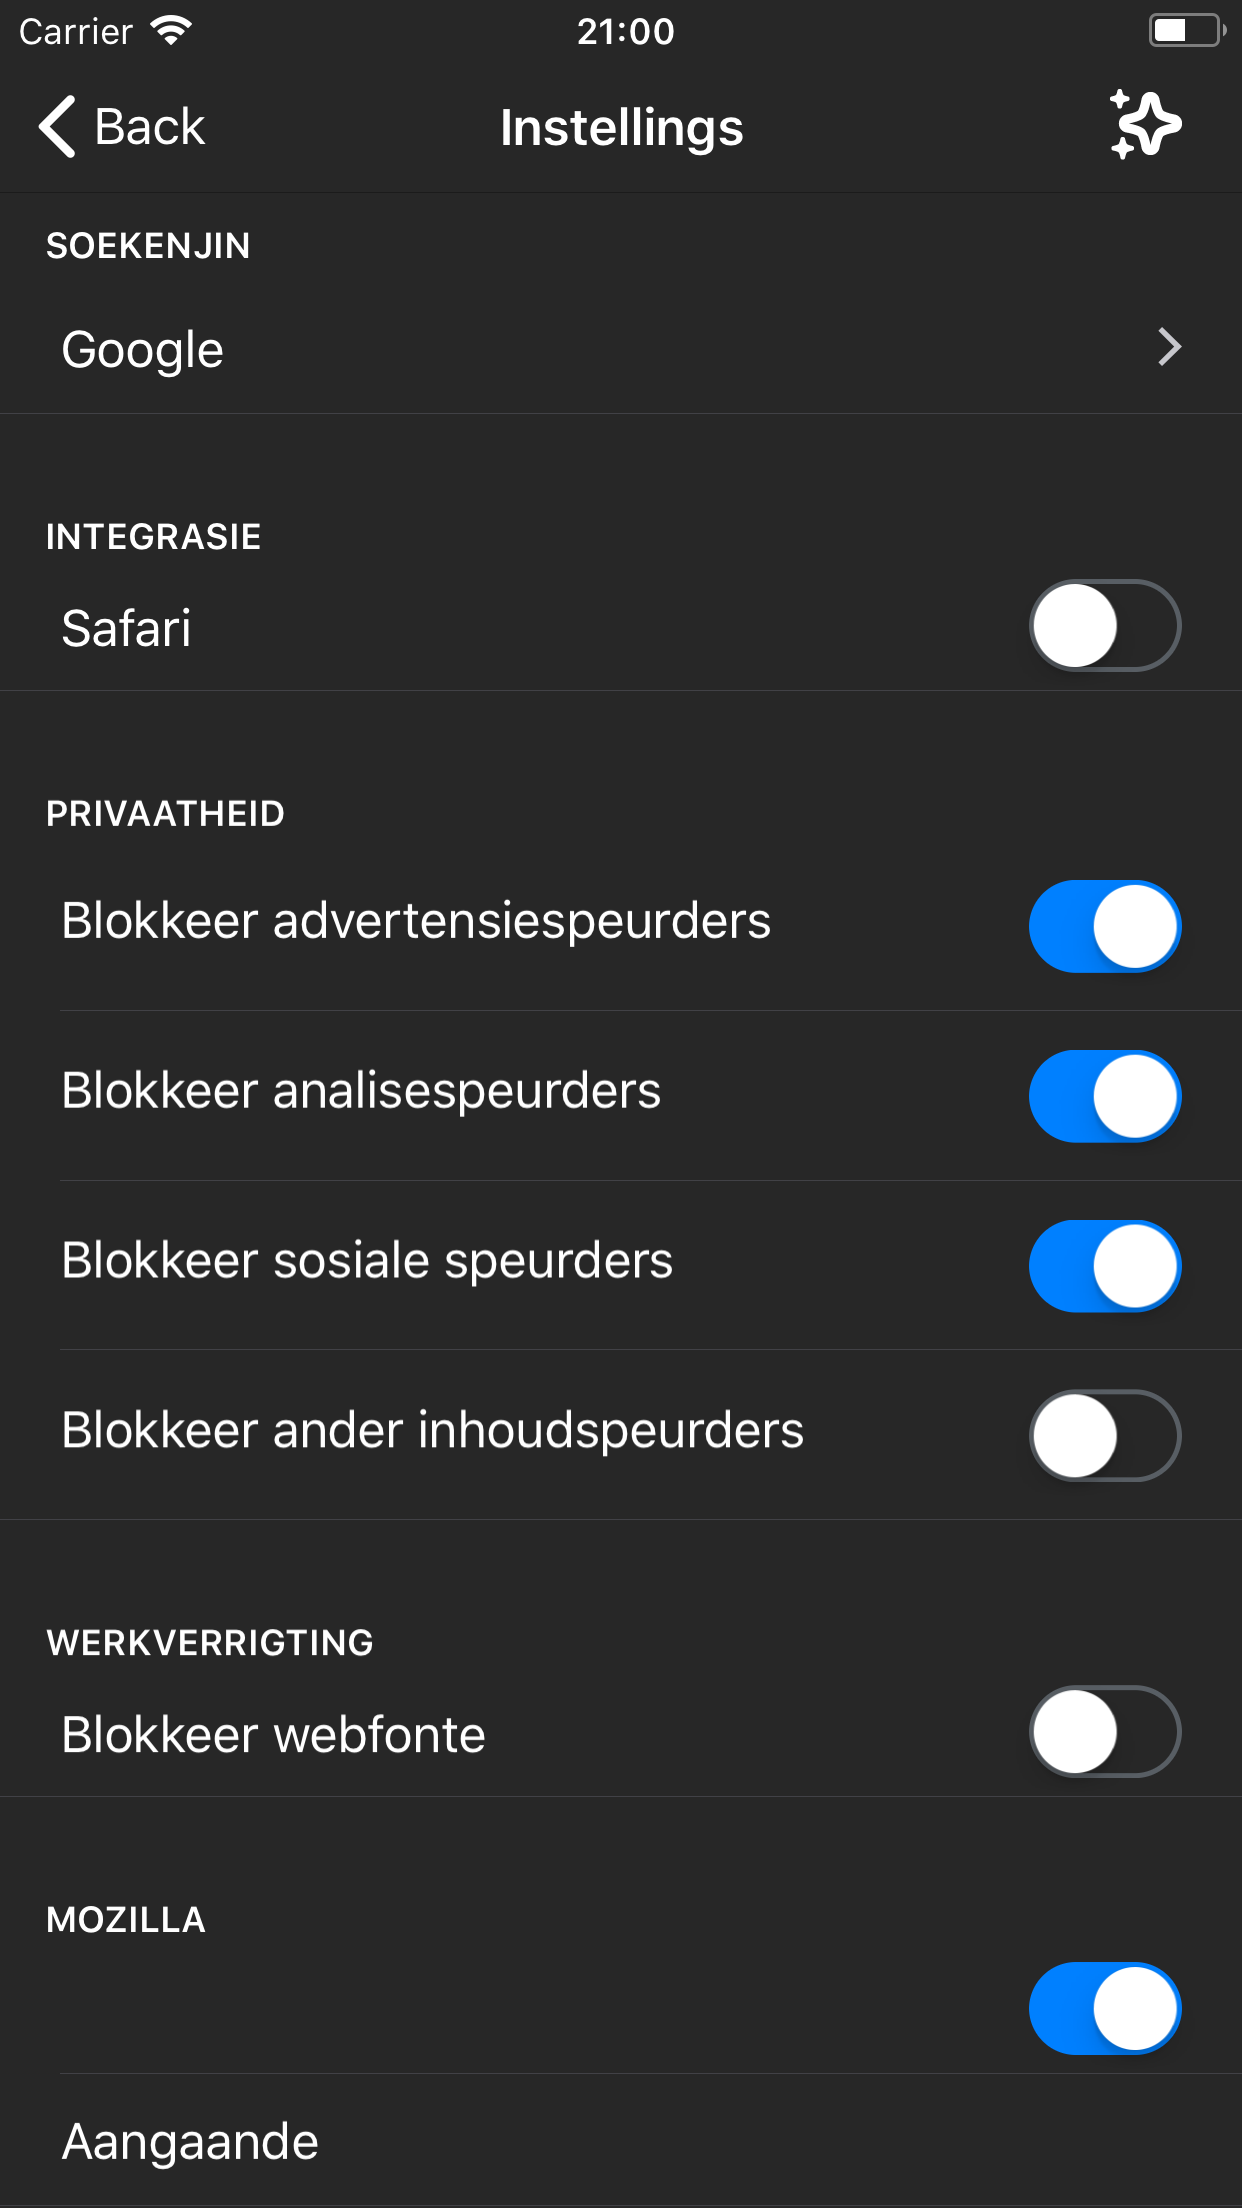 Carrier 21:00
Back Instellings
SOEKENJIN
Google
INTEGRASIE
Safari
PRIVAATHEID
Blokkeer advertensiespeurders
Blokkeer analisespeurders
Blokkeer sosiale speurders
Blokkeer ander inhoudspeurders
WERKVERRIGTING
Blokkeer webfonte
MOZILLA
Aangaande